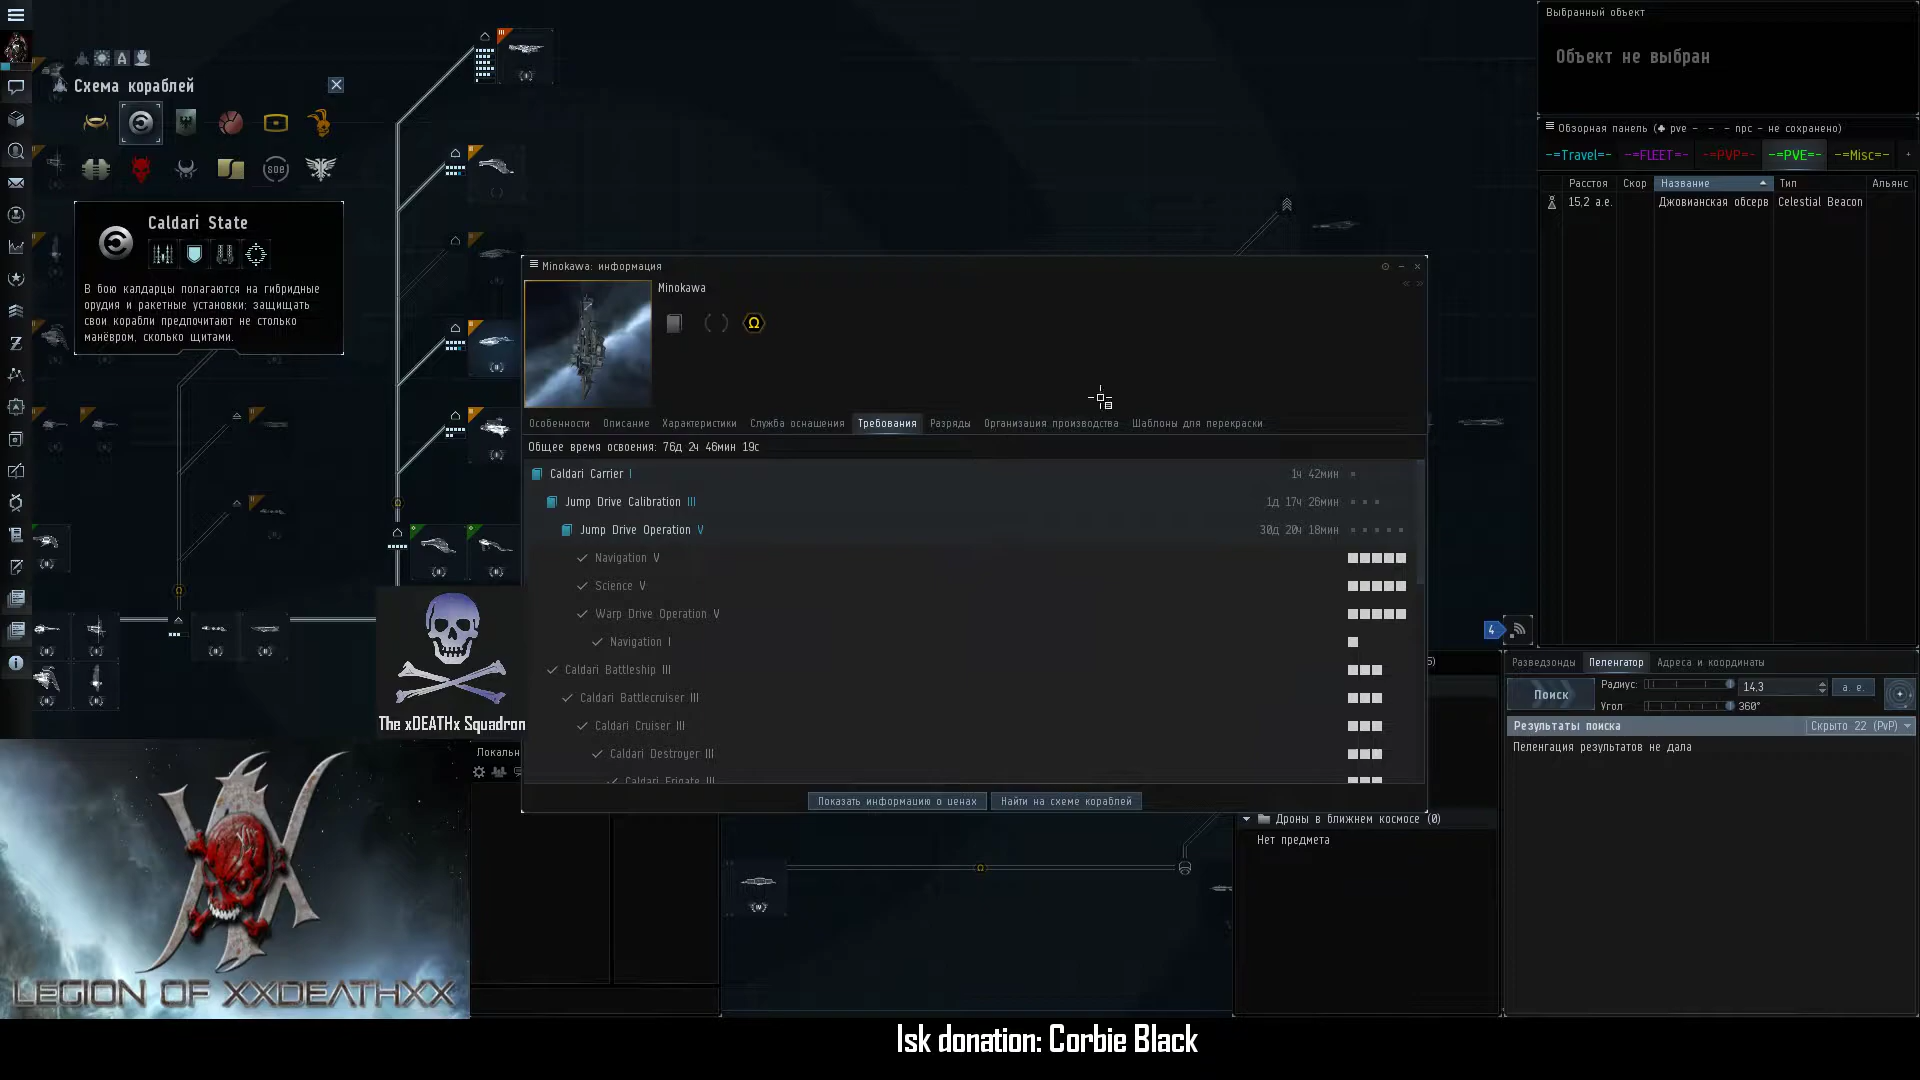 Схема кораблей
Caldari State
В бою калдарцы полагаются на гибридные
орудия и ракетные установки; защищать
свои корабли предпочитают не столько
манёвром, сколько щитами.
Minokawa: информация
Minokawa
Особенности Описание Характеристики Служба оснашения Требования Разряды Организация производства Шаблоны для перекраски
Общее время освоения: 76д 2ч 46мин 19с
Caldari Carrier I 1ч 42мин
Jump Drive Calibration III 1д 17ч 26мин
Jump Drive Operation V 30д 20ч 18мин
Navigation V
Science V
Warp Drive Operation V
Navigation I
Caldari Battleship III
Caldari Battlecruiser III
Caldari Cruiser III
Caldari Destroyer III
Caldari Frigate III
Показать информацию о ценах Найти на схеме кораблей
Выбранный объект
Объект не выбран
Обзорная панель (♣ pve - - - npc - не сохранено)
-=Travel=- -=FLEET=- -=PVP=- -=PVE=- -=Misc=- +
Расстоя Скор Название Тип Альянс
15,2 а.е. Джовианская обсерв Celestial Beacon
4
Разведзонды Пеленгатор Адреса и координаты
Поиск
Радиус: 14,3 а. е.
Угол 360°
Результаты поиска Скрыто 22 (PvP)
Пеленгация результатов не дала
The xDEATHx Squadron
Локальн
LEGION OF XXDEATHXX
Дроны в ближнем космосе (0)
Нет предмета
Isk donation: Corbie Black